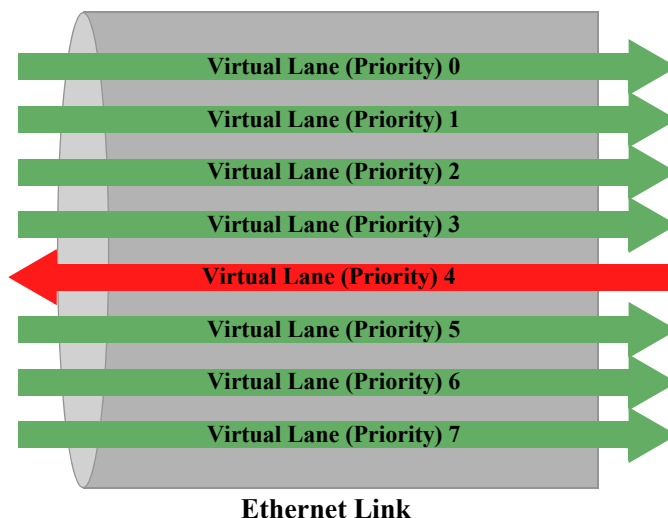 Virtual Lane (Priority) 0
Virtual Lane (Priority) 1
Virtual Lane (Priority) 2
Virtual Lane (Priority) 3
Virtual Lane (Priority) 4
Virtual Lane (Priority) 5
Virtual Lane (Priority) 6
Virtual Lane (Priority) 7
Ethernet Link